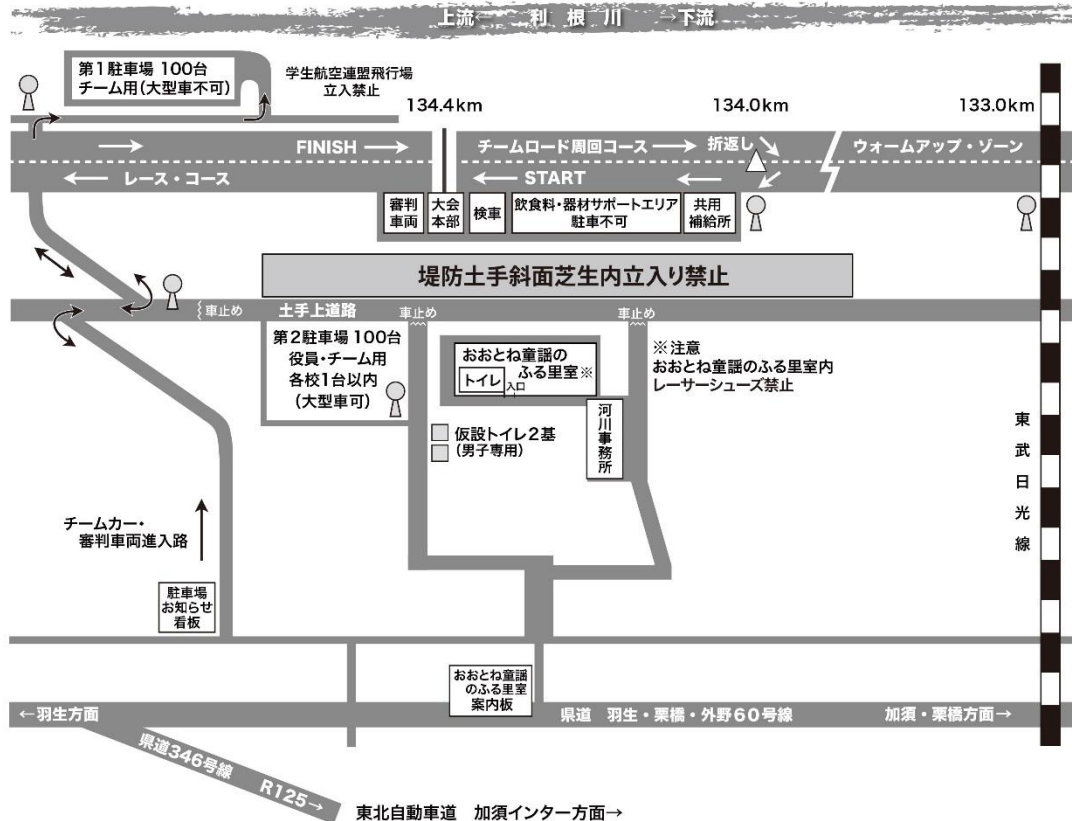 上流← 利根川 →下流
第1駐車場 100台
チーム用(大型車不可)
学生航空連盟飛行場
立入禁止
134.4km
134.0km
133.0km
FINISH
チームロード周回コース
折返し
ウォームアップ・ゾーン
レース・コース
START
審判
車両
大会
本部
検車
飲食料・器材サポートエリア
駐車不可
共用
補給所
堤防土手斜面芝生内立入り禁止
車止め
土手上道路
車止め
車止め
第2駐車場 100台
役員・チーム用
各校1台以内
(大型車可)
おおとね童謡の
ふる里室※
トイレ
入口
※注意
おおとね童謡のふる里室内
レーサーシューズ禁止
河川事務所
仮設トイレ2基
(男子専用)
東武日光線
チームカー・
審判車両進入路
駐車場
お知らせ
看板
おおとね童謡
のふる里室
案内板
←羽生方面
県道 羽生・栗橋・外野60号線
加須・栗橋方面→
県道346号線 R125→
東北自動車道 加須インター方面→